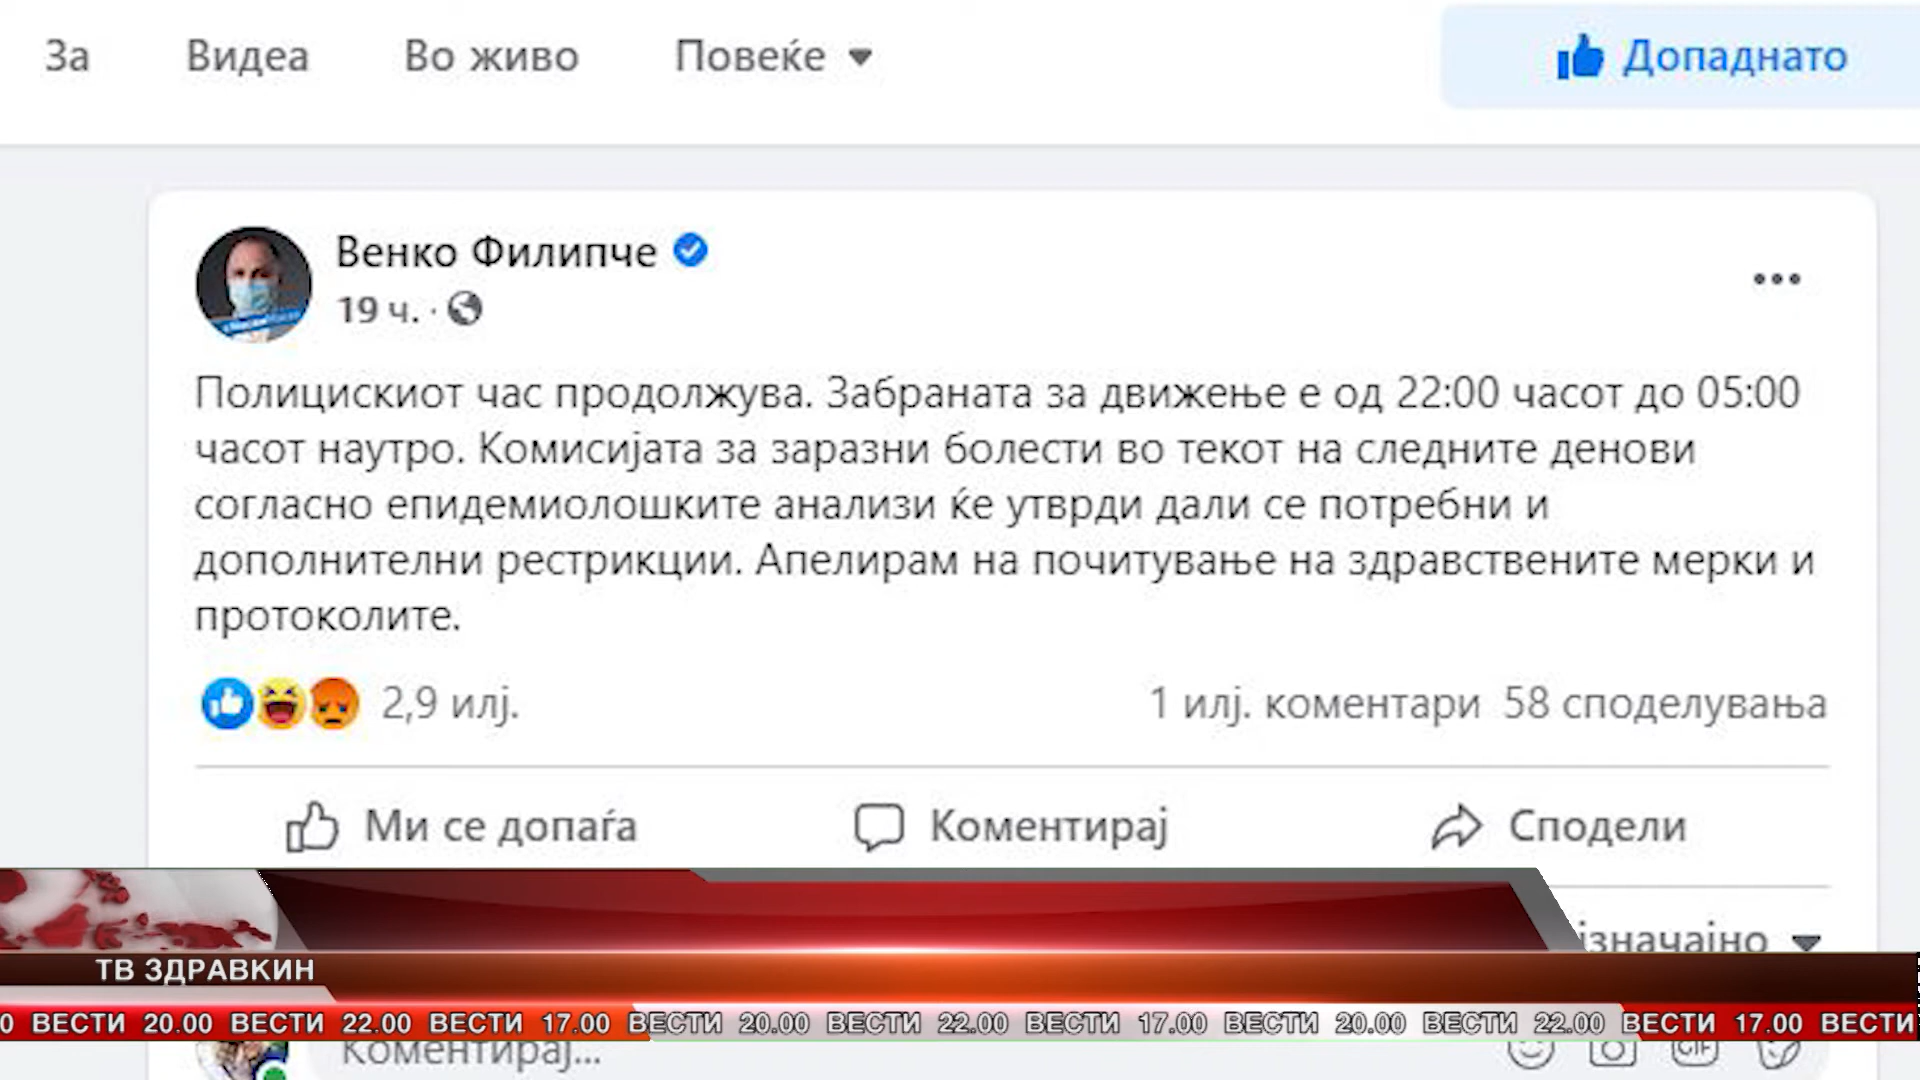 За Видеа Во живо Повеќе Допаднато
Венко Филипче
19 ч. ·
Полицискиот час продолжува. Забраната за движење е од 22:00 часот до 05:00
часот наутро. Комисијата за заразни болести во текот на следните денови
согласно епидемиолошките анализи ќе утврди дали се потребни и
дополнителни рестрикции. Апелирам на почитување на здравствените мерки и
протоколите.
2,9 илј. 1 илј. коментари 58 споделувања
Ми се допаѓа Коментирај Сподели
ТВ ЗДРАВКИН
0 ВЕСТИ 20.00 ВЕСТИ 22.00 ВЕСТИ 17.00 ВЕСТИ 20.00 ВЕСТИ 22.00 ВЕСТИ 17.00 ВЕСТИ 20.00 ВЕСТИ 22.00 ВЕСТИ 17.00 ВЕСТИ
Коментирај... GIF